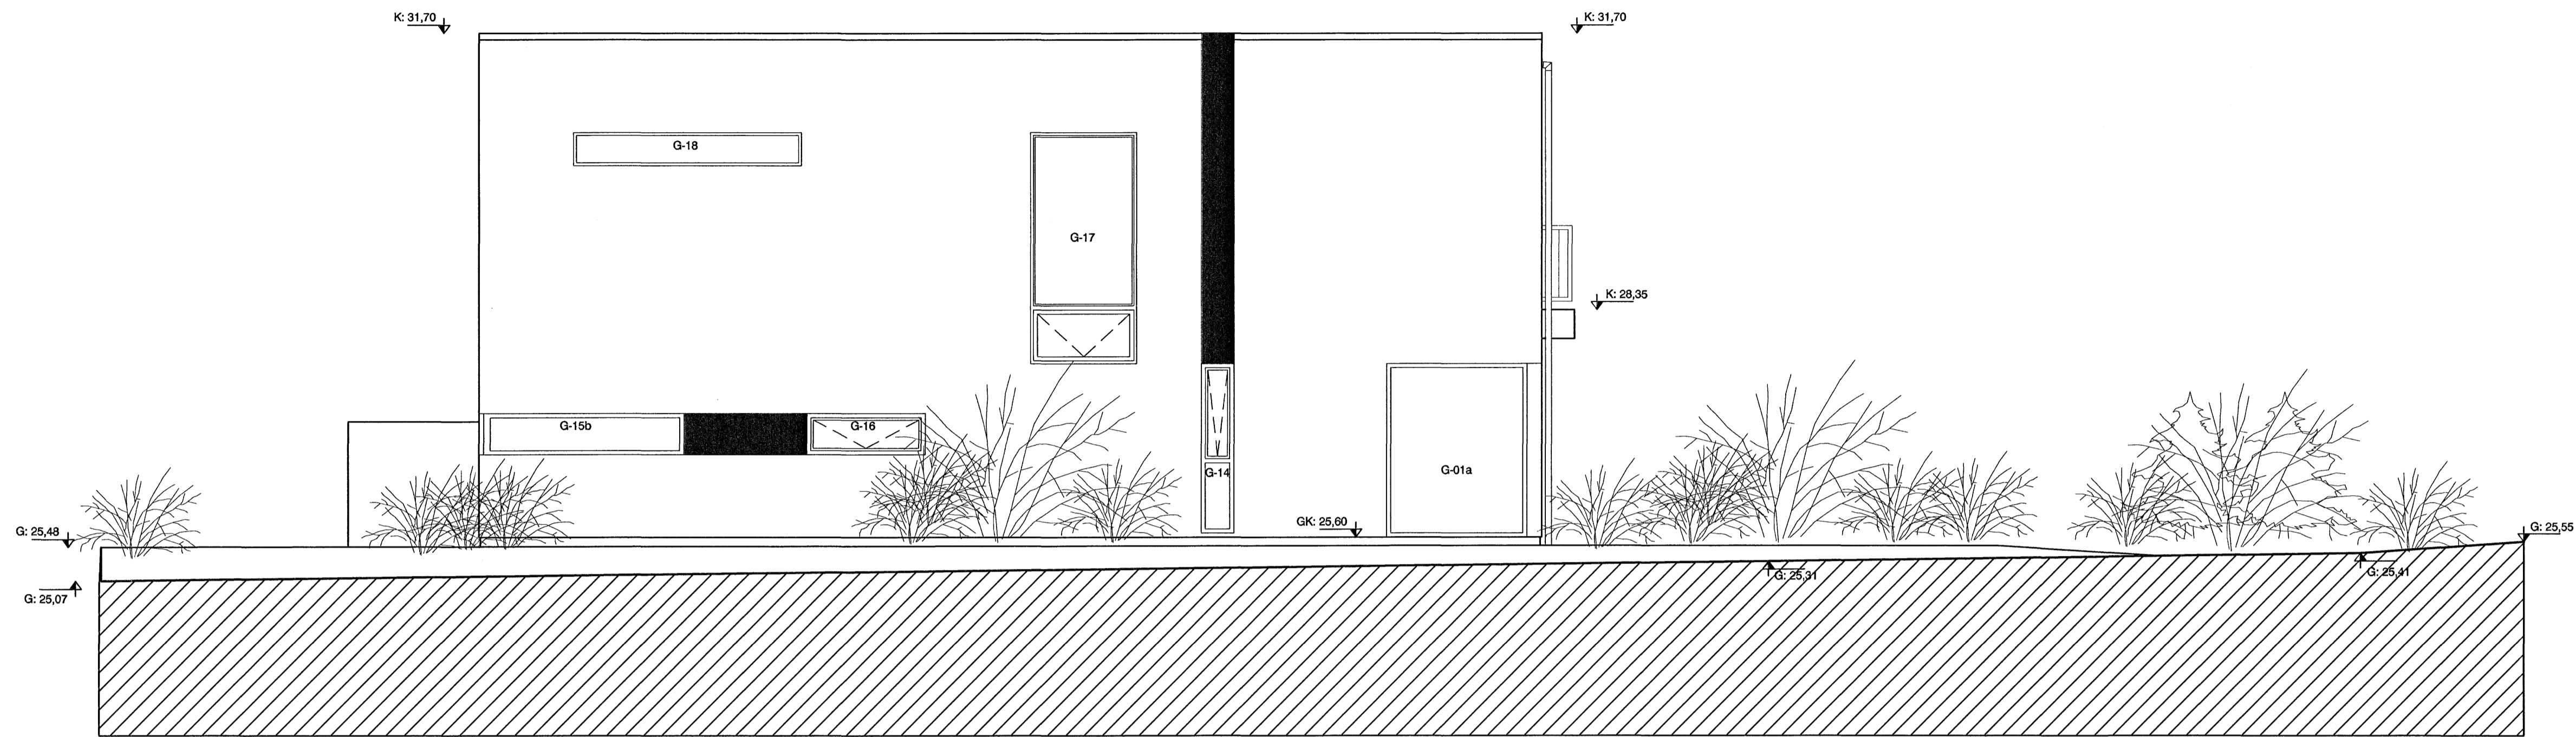 K: 31,70
K: 31,70
G-18
G-17
K: 28,35
G-15b
G-16
G-14
G-01a
GK: 25,60
G: 25,48
G: 25,55
G: 25,31
G: 25,41
G: 25,07